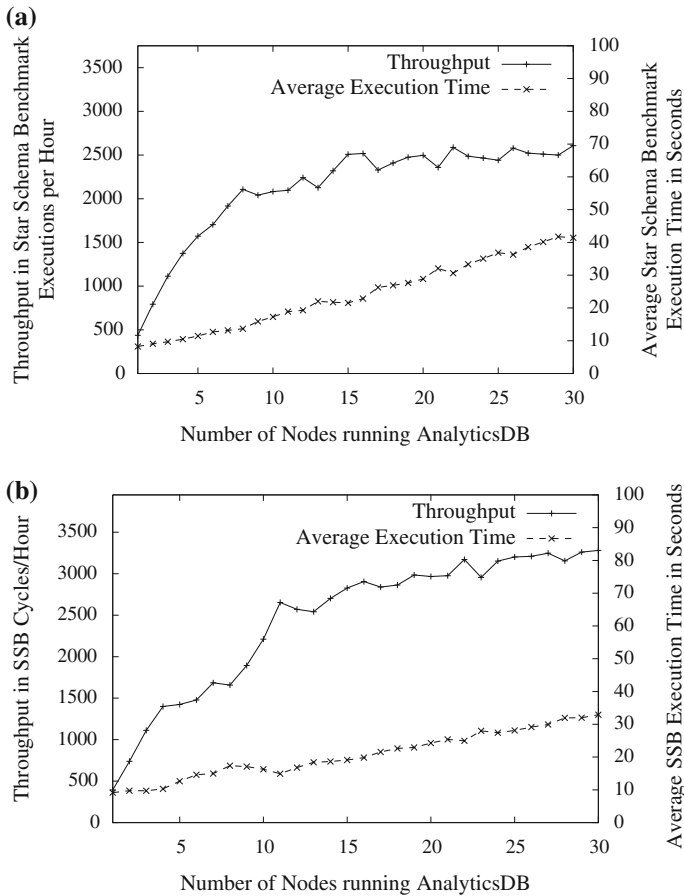 (a)
Throughput in Star Schema Benchmark
Executions per Hour
3500
3000
2500
2000
1500
1000
500
0
Throughput
Average Execution Time
100
90
80
70
60
50
40
30
20
10
0
Average Star Schema Benchmark
Execution Time in Seconds
5 10 15 20 25 30
Number of Nodes running AnalyticsDB
(b)
Throughput in SSB Cycles/Hour
3500
3000
2500
2000
1500
1000
500
0
Throughput
Average Execution Time
100
90
80
70
60
50
40
30
20
10
0
Average SSB Execution Time in Seconds
5 10 15 20 25 30
Number of Nodes running AnalyticsDB